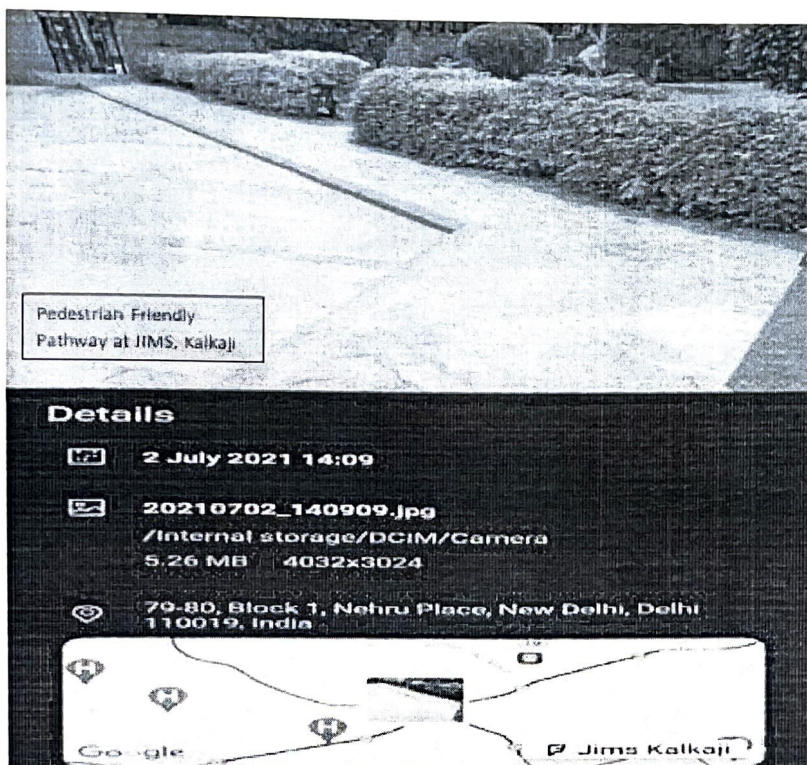 Pedestrian Friendly
Pathway at JIMS, Kalkaji
Details
2 July 2021 14:09
20210702_140909.jpg
/Internal storage/DCIM/Camera
5.26 MB 4032x3024
79-80, Block 1, Nehru Place, New Delhi, Delhi
110019, India
H
H
H
Google
Jims Kalkaji